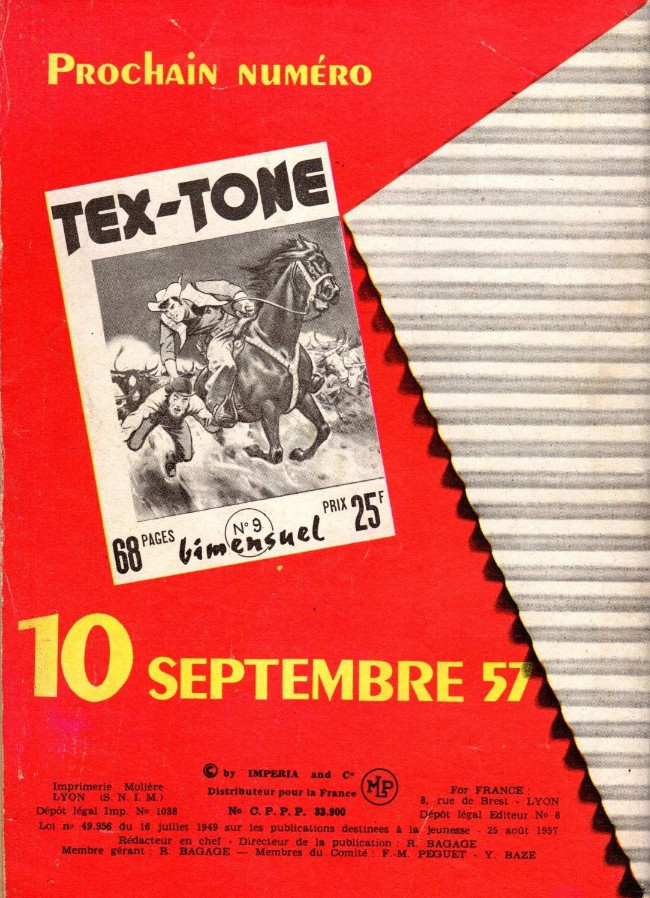 PROCHAIN NUMÉRO
TEX-TONE
68 PAGES
N° 9
bimensuel
PRIX 25F
10 SEPTEMBRE 57
© by IMPERIA and C°
Distributeur pour la France
N° C. P. P. P. 33.900
MLP
Imprimerie Molière
LYON (S. N. I. M.)
Dépôt légal Imp. No 1038
For FRANCE :
8, rue de Brest - LYON
Dépôt légal Editeur No 8
Loi no 49.956 du 16 juillet 1949 sur les publications destinées à la jeunesse - 25 août 1957
Rédacteur en chef - Directeur de la publication : R. BAGAGE
Membre gérant : R. BAGAGE — Membres du Comité : F.-M. PEGUET - Y. BAZE